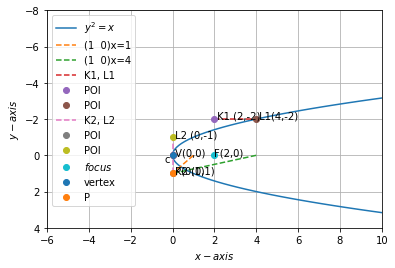 −8
−6
−4
−2
0
2
4
y − axis
y² = x
(1  0)x=1
(1  0)x=4
K1, L1
POI
POI
K2, L2
POI
POI
focus
vertex
P
K1 (2,-2)
L1(4,-2)
L2 (0,-1)
V(0,0)
F(2,0)
c
−6
−4
−2
0
2
4
6
8
10
x − axis